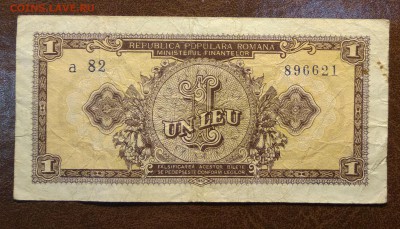 COINS.LAVE.RU
1 REPUBLICA POPULARA ROMANA 1
MINISTERUL FINANTELOR
a 82 896621
1
UN LEU
FALSIFICAREA ACESTOR BILETE
SE PEDEPSESTE CONFORM LEGILOR
1 1